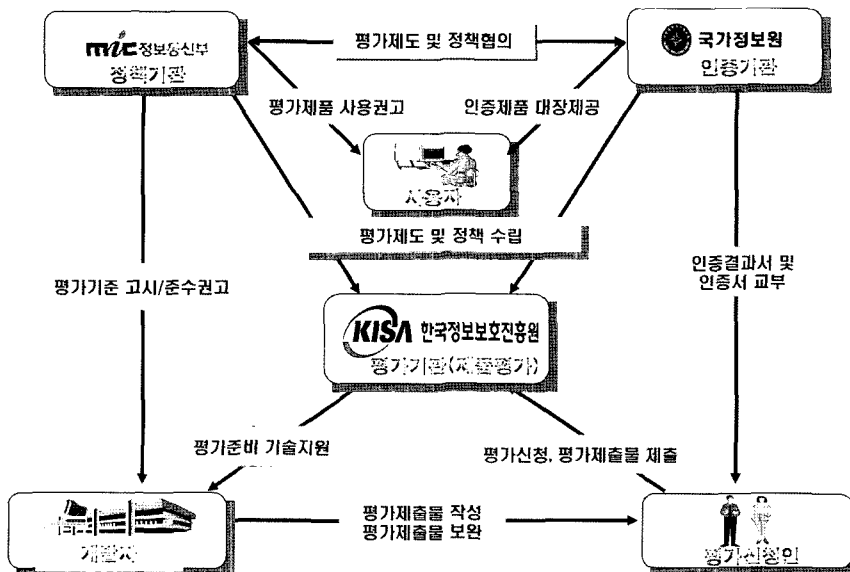 mic 정보통신부
정책기관
평가제도 및 정책협의
국가정보원
인증기관
평가제품 사용권고
인증제품 대장제공
사용자
평가제도 및 정책 수립
평가기준 고시/준수권고
인증결과서 및
인증서 교부
KISA 한국정보보호진흥원
평가기관(제품평가)
평가준비 기술지원
평가신청, 평가제출물 제출
평가제출물 작성
평가제출물 보완
개발자
평가신청인